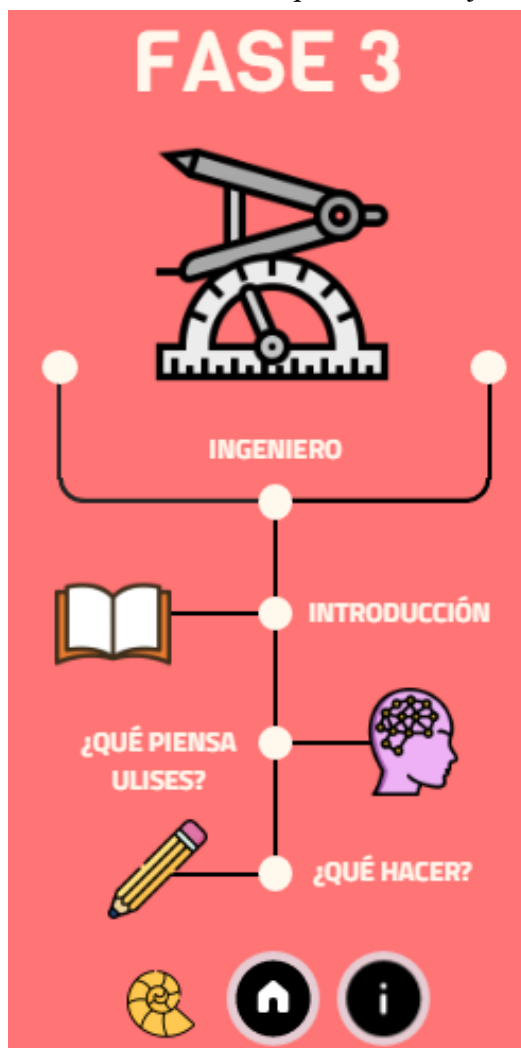 FASE 3
INGENIERO
INTRODUCCIÓN
¿QUÉ PIENSA
ULISES?
¿QUÉ HACER?
i